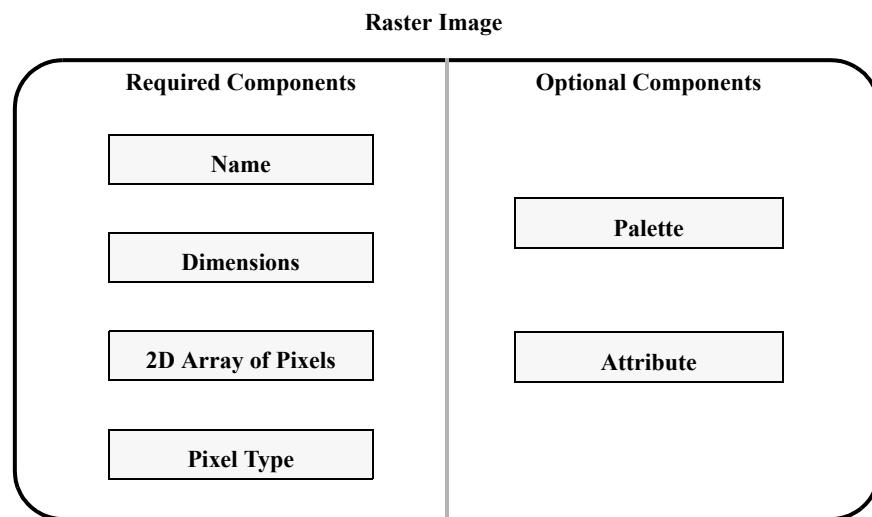 Raster Image
Required Components
Name
Dimensions
2D Array of Pixels
Pixel Type
Optional Components
Palette
Attribute